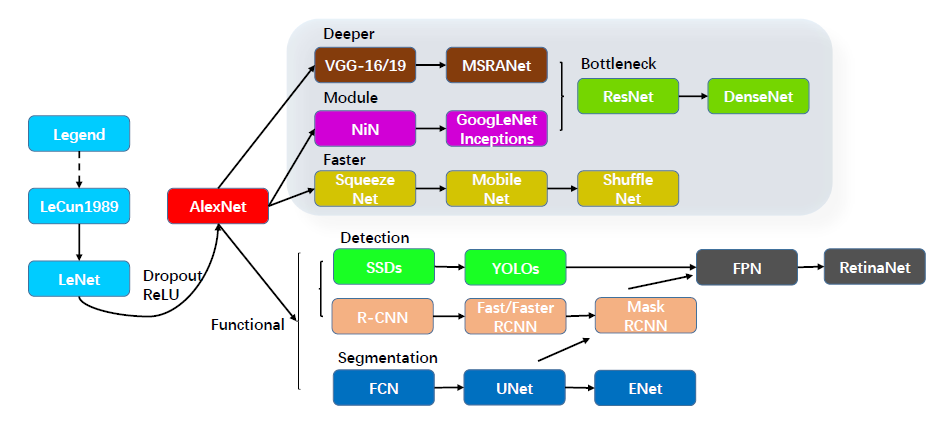 Deeper
VGG-16/19
MSRANet
Bottleneck
ResNet
DenseNet
Module
NiN
GoogLeNet
Inceptions
Legend
Faster
Squeeze
Net
Mobile
Net
Shuffle
Net
LeCun1989
AlexNet
LeNet
Dropout
ReLU
Functional
Detection
SSDs
YOLOs
FPN
RetinaNet
R-CNN
Fast/Faster
RCNN
Mask
RCNN
Segmentation
FCN
UNet
ENet